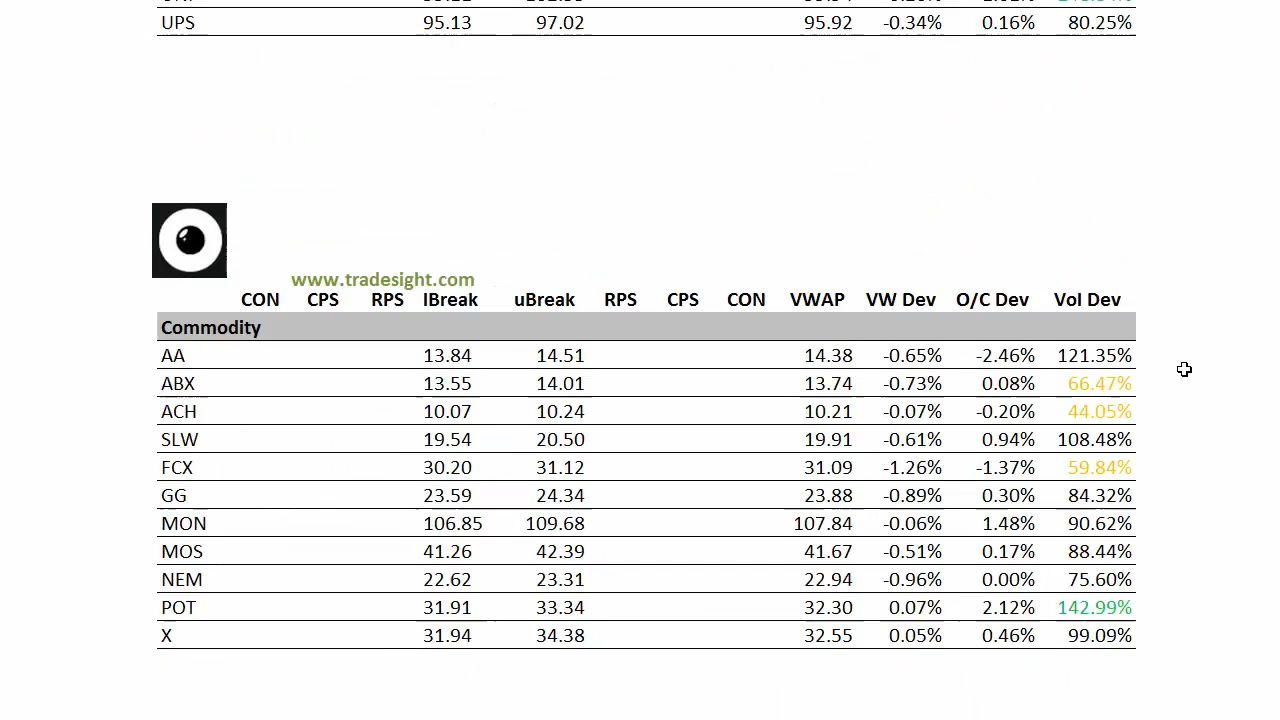 UPS 95.13 97.02 95.92 -0.34% 0.16% 80.25%
www.tradesight.com
CON CPS RPS lBreak uBreak RPS CPS CON VWAP VW Dev O/C Dev Vol Dev
Commodity
AA 13.84 14.51 14.38 -0.65% -2.46% 121.35%
ABX 13.55 14.01 13.74 -0.73% 0.08% 66.47%
ACH 10.07 10.24 10.21 -0.07% -0.20% 44.05%
SLW 19.54 20.50 19.91 -0.61% 0.94% 108.48%
FCX 30.20 31.12 31.09 -1.26% -1.37% 59.84%
GG 23.59 24.34 23.88 -0.89% 0.30% 84.32%
MON 106.85 109.68 107.84 -0.06% 1.48% 90.62%
MOS 41.26 42.39 41.67 -0.51% 0.17% 88.44%
NEM 22.62 23.31 22.94 -0.96% 0.00% 75.60%
POT 31.91 33.34 32.30 0.07% 2.12% 142.99%
X 31.94 34.38 32.55 0.05% 0.46% 99.09%